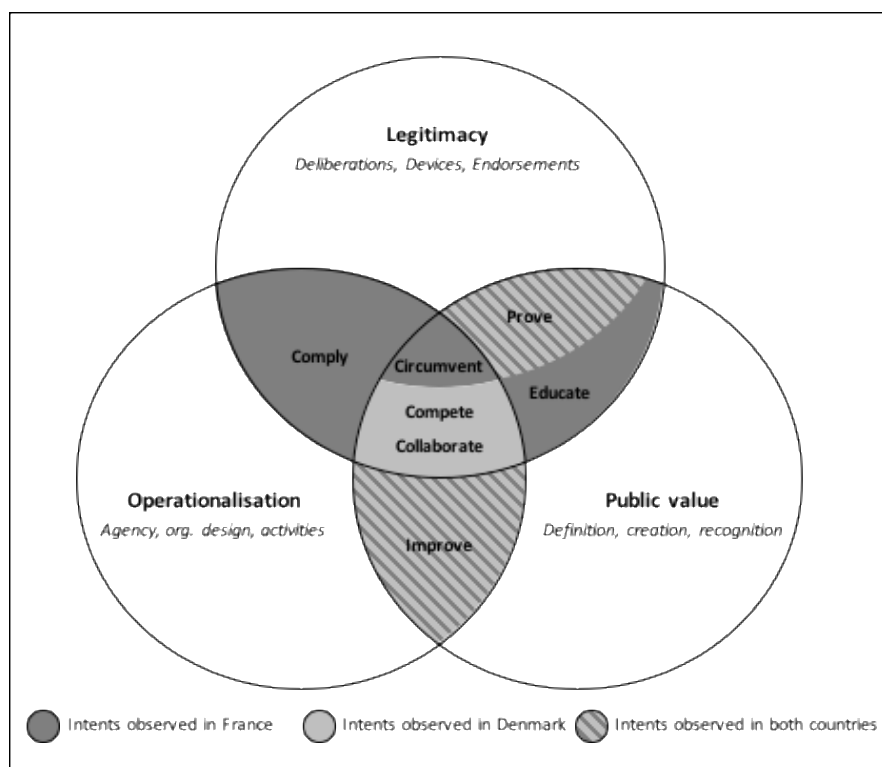 Legitimacy
Deliberations, Devices, Endorsements
Prove
Comply
Circumvent
Educate
Compete
Collaborate
Operationalisation
Agency, org. design, activities
Public value
Definition, creation, recognition
Improve
Intents observed in France
Intents observed in Denmark
Intents observed in both countries